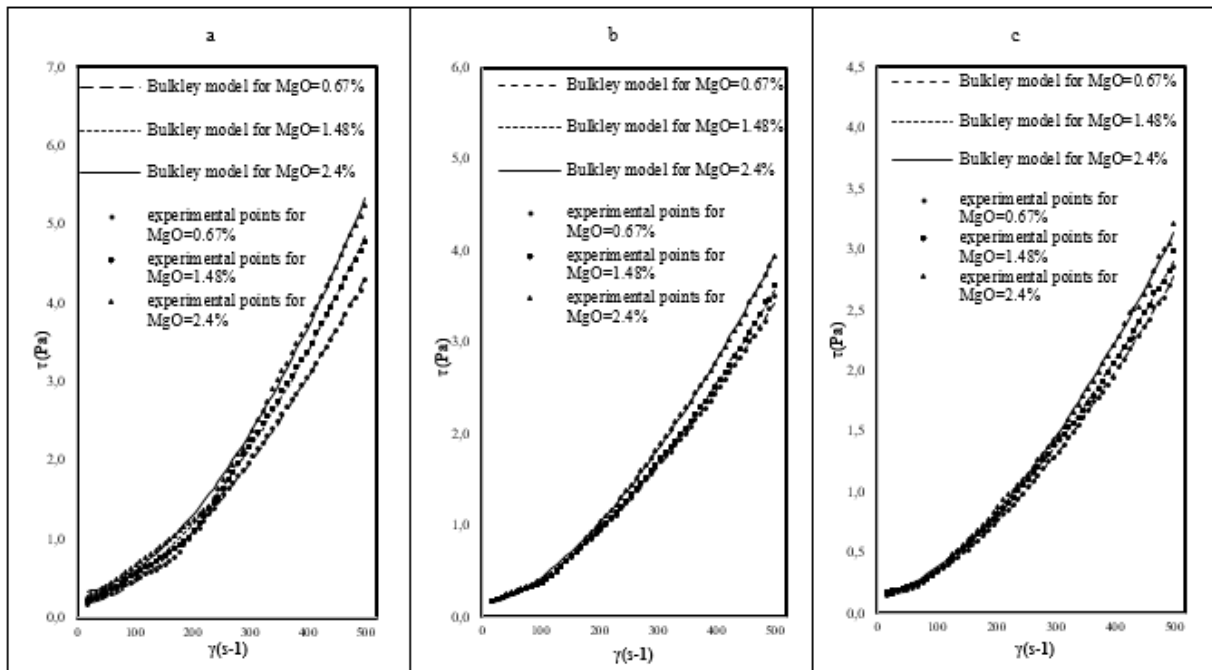 a
7,0
6,0
5,0
4,0
3,0
2,0
1,0
0,0
τ(Pa)
0
100
200
300
400
500
γ(s-1)
Bulkley model for MgO=0.67%
Bulkley model for MgO=1.48%
Bulkley model for MgO=2.4%
experimental points for
MgO=0.67%
experimental points for
MgO=1.48%
experimental points for
MgO=2.4%
b
6,0
5,0
4,0
3,0
2,0
1,0
0,0
τ(Pa)
0
100
200
300
400
500
γ(s-1)
Bulkley model for MgO=0.67%
Bulkley model for MgO=1.48%
Bulkley model for MgO=2.4%
experimental points for
MgO=0.67%
experimental points for
MgO=1.48%
experimental points for
MgO=2.4%
c
4,5
4,0
3,5
3,0
2,5
2,0
1,5
1,0
0,5
0,0
τ(Pa)
0
100
200
300
400
500
γ(s-1)
Bulkley model for MgO=0.67%
Bulkley model for MgO=1.48%
Bulkley model for MgO=2.4%
experimental points for
MgO=0.67%
experimental points for
MgO=1.48%
experimental points for
MgO=2.4%